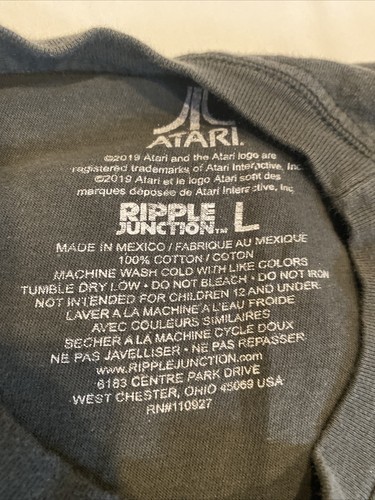 ATARI.
©2019 Atari and the Atari logo are
registered trademarks of Atari Interactive, Inc.
©2019 Atari et le logo Atari sont des
marques déposée de Atari Interactive, Inc
RIPPLE JUNCTION™ L
MADE IN MEXICO / FABRIQUE AU MEXIQUE
100% COTTON / COTON
MACHINE WASH COLD WITH LIKE COLORS
TUMBLE DRY LOW • DO NOT BLEACH • DO NOT IRON
NOT INTENDED FOR CHILDREN 12 AND UNDER.
LAVER A LA MACHINE A L'EAU FROIDE
AVEC COULEURS SIMILAIRES
SECHER A LA MACHINE CYCLE DOUX
NE PAS JAVELLISER • NE PAS REPASSER
www.RIPPLEJUNCTION.com
6183 CENTRE PARK DRIVE
WEST CHESTER, OHIO 45069 USA
RN#110927